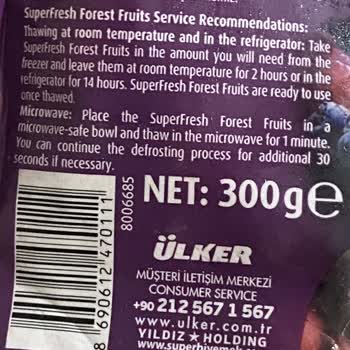 SuperFresh Forest Fruits Service Recommendations:
Thawing at room temperature and in the refrigerator: Take
SuperFresh Forest Fruits in the amount you will need from the
freezer and leave them at room temperature for 2 hours or in the
refrigerator for 14 hours. SuperFresh Forest Fruits are ready to use
once thawed.
Microwave: Place the SuperFresh Forest Fruits in a
microwave-safe bowl and thaw in the microwave for 1 minute.
You can continue the defrosting process for additional 30
seconds if necessary.
8 690612 470111
8006685
NET: 300g e
ÜLKER
MÜŞTERİ İLETİŞİM MERKEZİ
CONSUMER SERVICE
+90 212 567 1 567
www.ulker.com.tr
YILDIZ★HOLDING